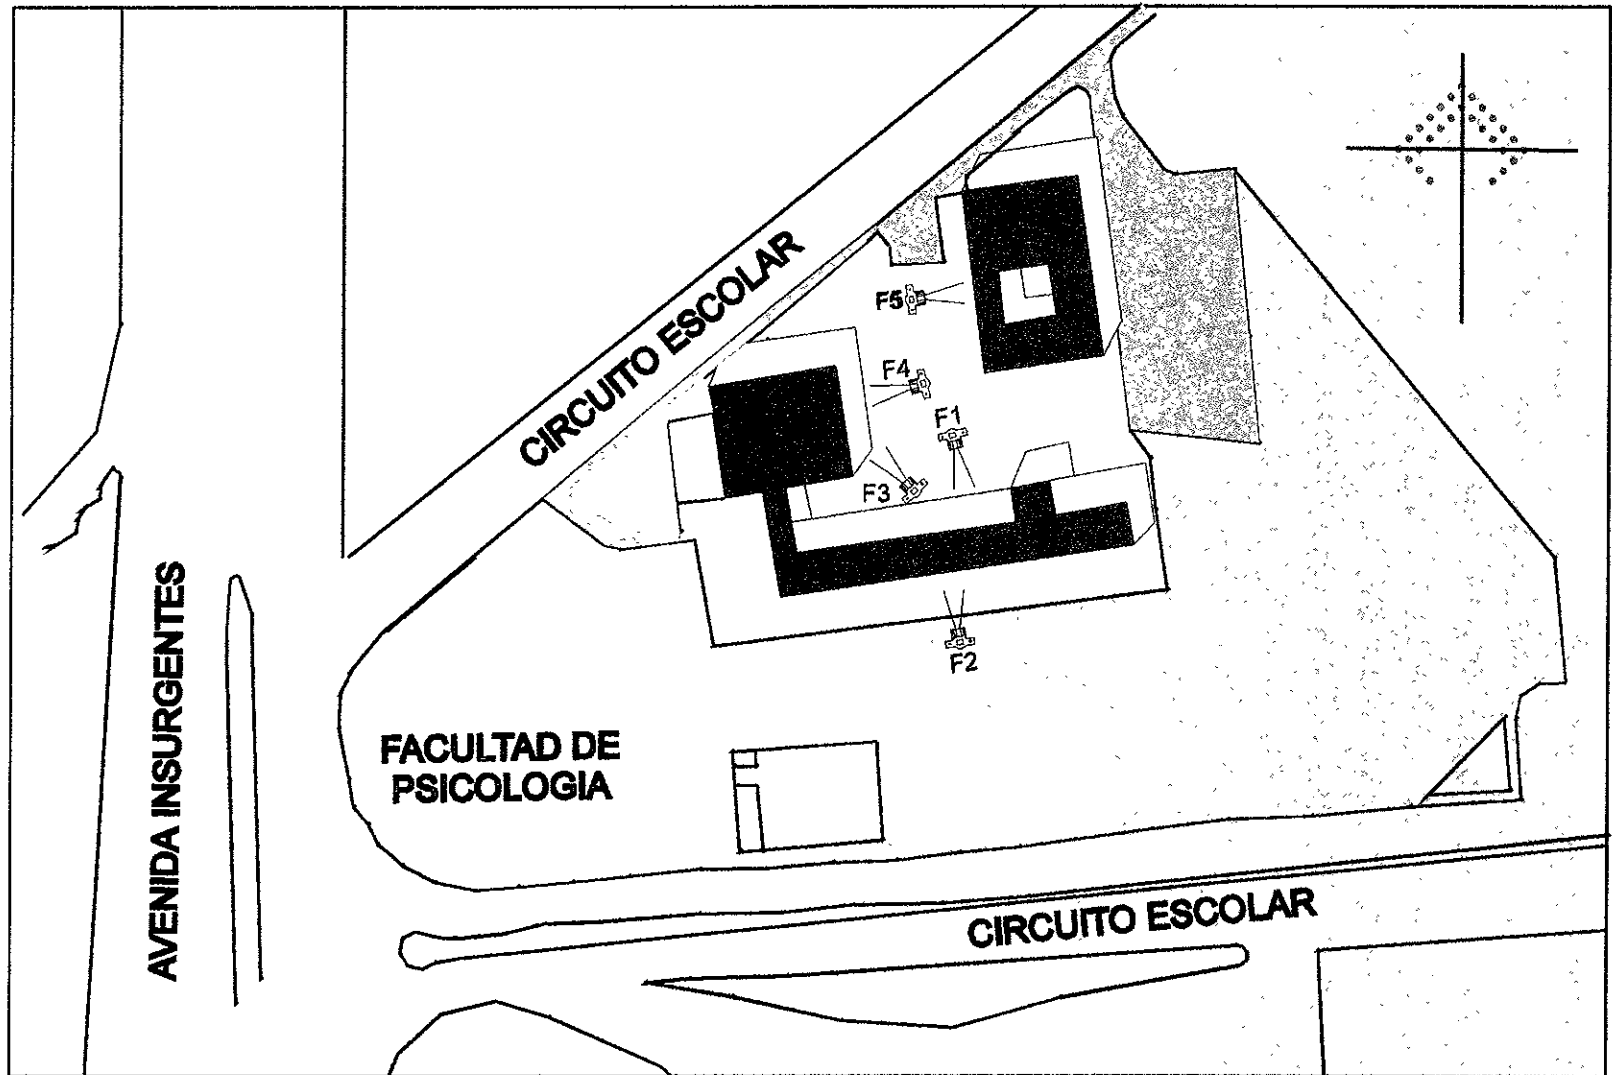 CIRCUITO ESCOLAR
F5
F4
F1
F3
F2
AVENIDA INSURGENTES
FACULTAD DE
PSICOLOGIA
CIRCUITO ESCOLAR